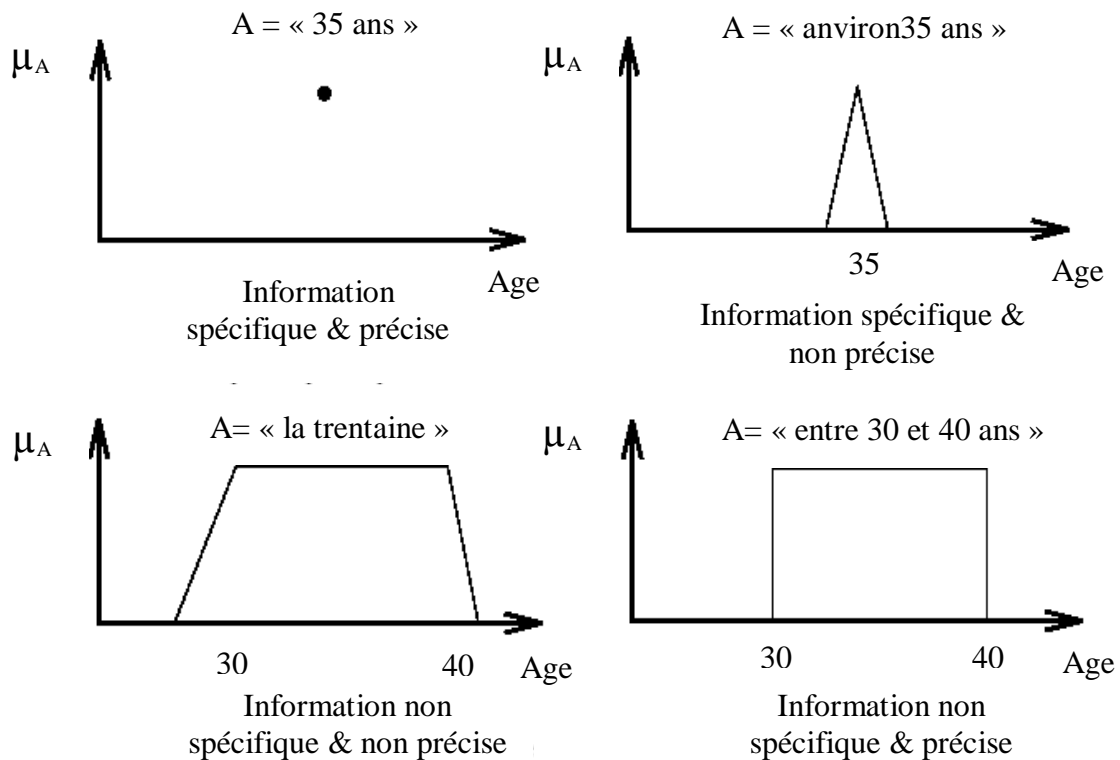 A = « 35 ans »
μA
Age
Information
spécifique & précise
A = « anviron35 ans »
μA
35
Age
Information spécifique &
non précise
A= « la trentaine »
μA
30
40
Age
Information non
spécifique & non précise
A= « entre 30 et 40 ans »
μA
30
40
Age
Information non
spécifique & précise